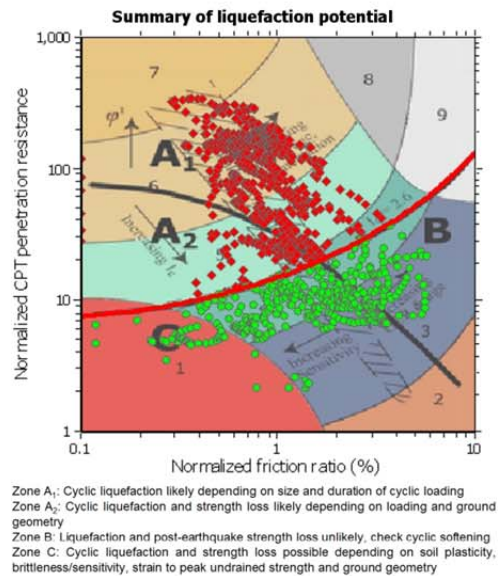 Summary of liquefaction potential
1,000
7
8
9
φ'
A1
100
6
A2
Increasing
B
10
C
Increasing
sensitivity
3
1
2
1
0.1
1
10
Normalized CPT penetration resistance
Normalized friction ratio (%)
Zone A1: Cyclic liquefaction likely depending on size and duration of cyclic loading
Zone A2: Cyclic liquefaction and strength loss likely depending on loading and ground
geometry
Zone B: Liquefaction and post-earthquake strength loss unlikely, check cyclic softening
Zone C: Cyclic liquefaction and strength loss possible depending on soil plasticity,
brittleness/sensitivity, strain to peak undrained strength and ground geometry